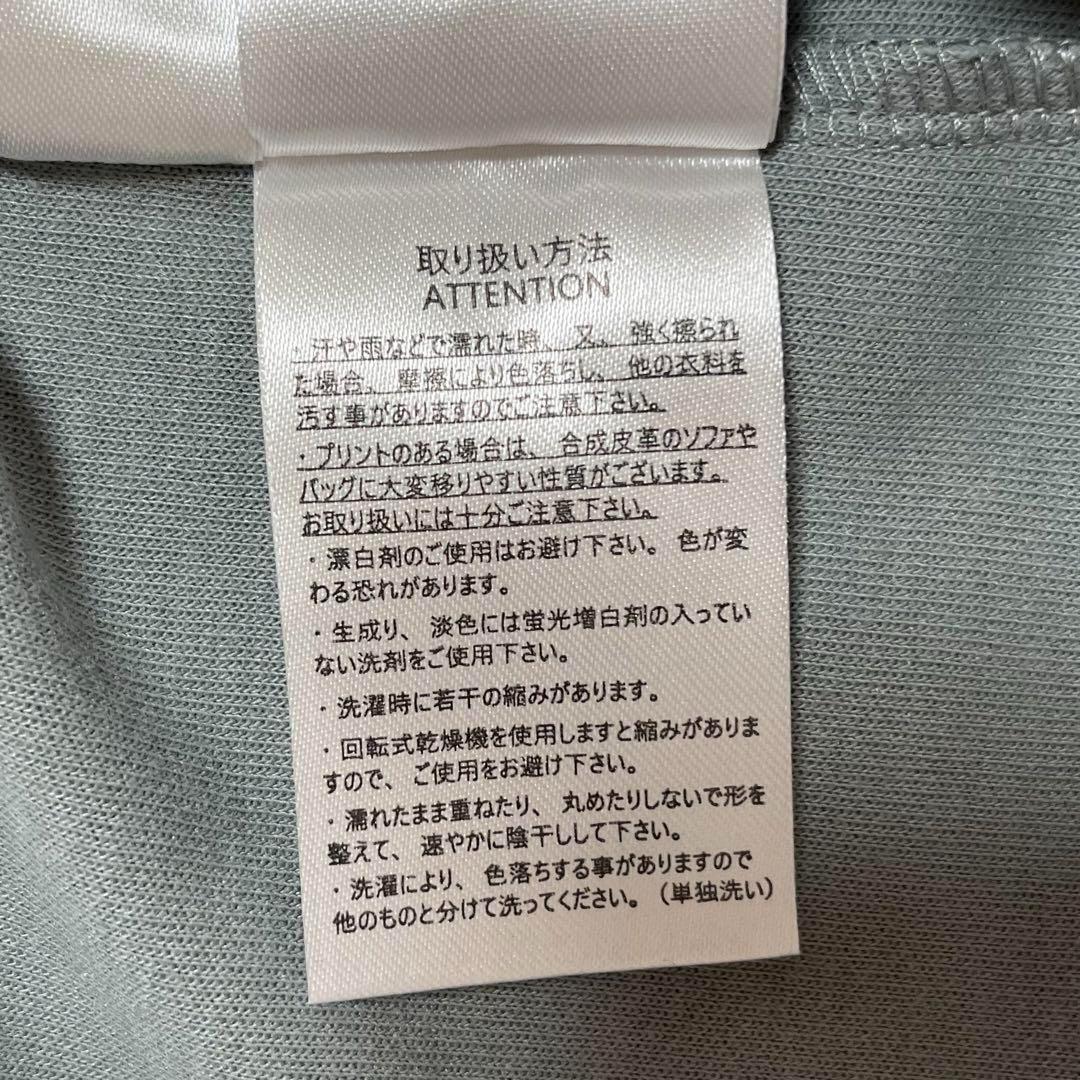 取り扱い方法
ATTENTION
・汗や雨などで濡れた時、又、強く擦られ
た場合、摩擦により色落ちし、他の衣料を
汚す事がありますのでご注意下さい。
・プリントのある場合は、合成皮革のソファや
バッグに大変移りやすい性質がございます。
お取り扱いには十分ご注意下さい。
・漂白剤のご使用はお避け下さい。色が変
わる恐れがあります。
・生成り、淡色には蛍光増白剤の入ってい
ない洗剤をご使用下さい。
・洗濯時に若干の縮みがあります。
・回転式乾燥機を使用しますと縮みがありま
すので、ご使用をお避け下さい。
・濡れたまま重ねたり、丸めたりしないで形を
整えて、速やかに陰干しして下さい。
・洗濯により、色落ちする事がありますので
他のものと分けて洗ってください。（単独洗い）